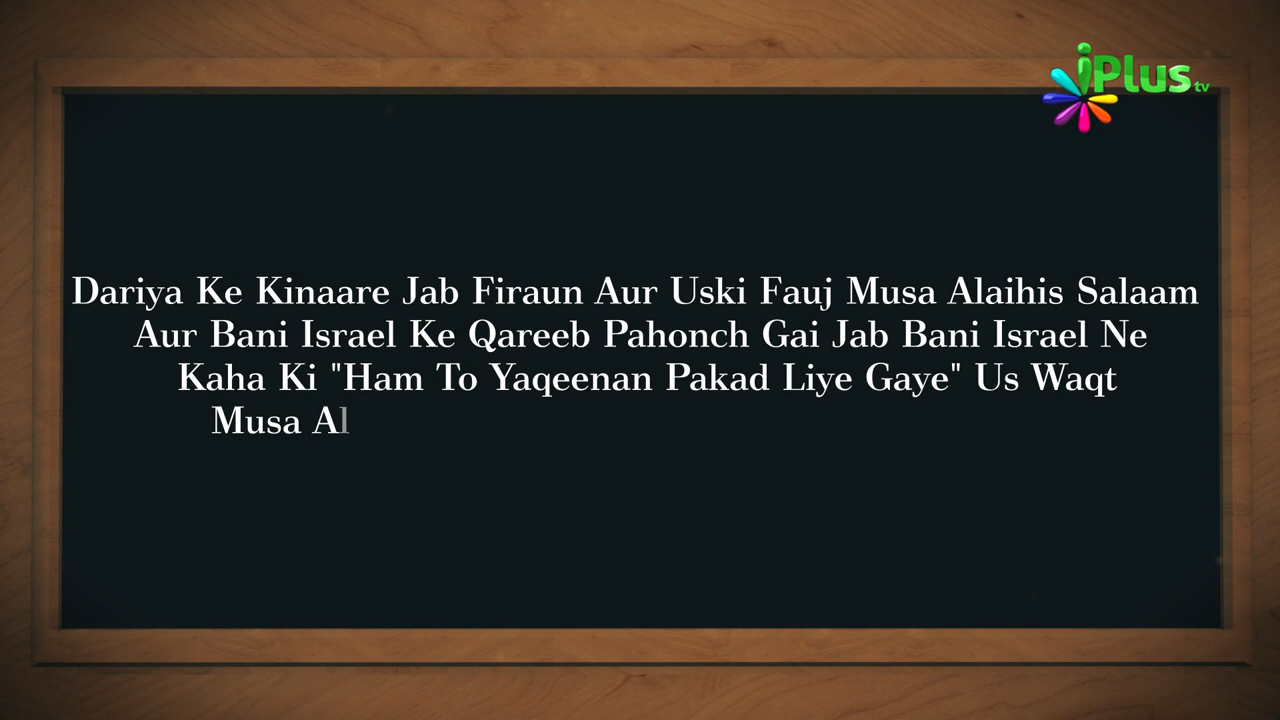 iPlus tv
Dariya Ke Kinaare Jab Firaun Aur Uski Fauj Musa Alaihis Salaam
Aur Bani Israel Ke Qareeb Pahonch Gai Jab Bani Israel Ne
Kaha Ki "Ham To Yaqeenan Pakad Liye Gaye" Us Waqt
Musa Al